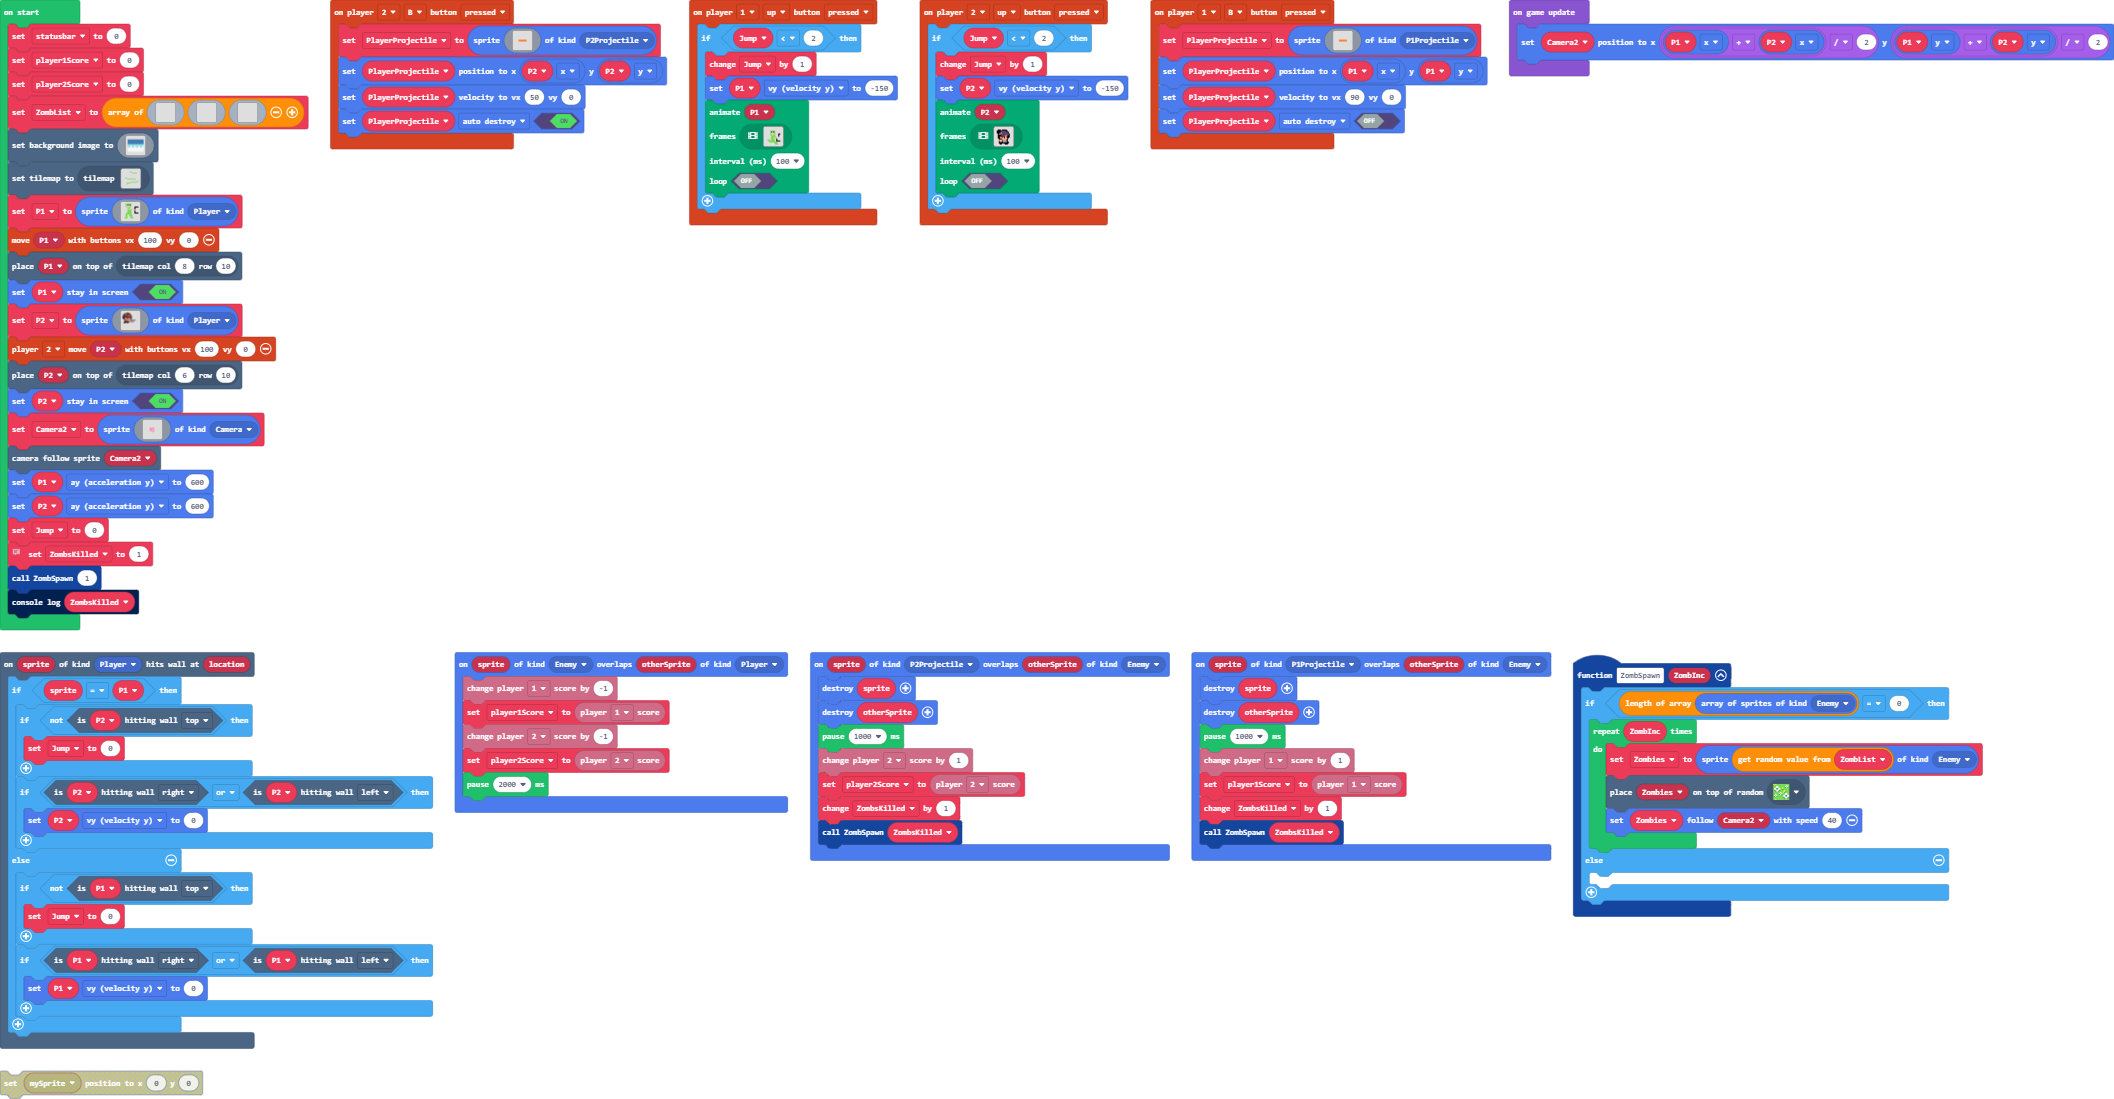 on start
set statusbar to 0
set player1Score to 0
set player2Score to 0
set ZombList to array of
set background image to
set tilemap to tilemap
set P1 to sprite of kind Player
move P1 with buttons vx 100 vy 0
place P1 on top of tilemap col 8 row 10
set P1 stay in screen ON
set P2 to sprite of kind Player
player 2 move P2 with buttons vx 100 vy 0
place P2 on top of tilemap col 6 row 10
set P2 stay in screen ON
set Camera2 to sprite of kind Camera
camera follow sprite Camera2
set P1 ay (acceleration y) to 600
set P2 ay (acceleration y) to 600
set Jump to 0
set ZombsKilled to 1
call ZombSpawn 1
console log ZombsKilled
on player 2 B button pressed
set PlayerProjectile to sprite of kind P2Projectile
set PlayerProjectile position to x P2 x y P2 y
set PlayerProjectile velocity to vx 50 vy 0
set PlayerProjectile auto destroy ON
on player 1 up button pressed
if Jump < 2 then
change Jump by 1
set P1 vy (velocity y) to -150
animate P1
frames
interval (ms) 100
loop OFF
on player 2 up button pressed
if Jump < 2 then
change Jump by 1
set P2 vy (velocity y) to -150
animate P2
frames
interval (ms) 100
loop OFF
on player 1 B button pressed
set PlayerProjectile to sprite of kind P1Projectile
set PlayerProjectile position to x P1 x y P1 y
set PlayerProjectile velocity to vx 90 vy 0
set PlayerProjectile auto destroy OFF
on game update
set Camera2 position to x P1 x + P2 x / 2 y P1 y + P2 y / 2
on sprite of kind Player hits wall at location
if sprite = P1 then
if not is P2 hitting wall top then
set Jump to 0
if is P2 hitting wall right or is P2 hitting wall left then
set P2 vy (velocity y) to 0
else
if not is P1 hitting wall top then
set Jump to 0
if is P1 hitting wall right or is P1 hitting wall left then
set P1 vy (velocity y) to 0
on sprite of kind Enemy overlaps otherSprite of kind Player
change player 1 score by -1
set player1Score to player 1 score
change player 2 score by -1
set player2Score to player 2 score
pause 2000 ms
on sprite of kind P2Projectile overlaps otherSprite of kind Enemy
destroy sprite
destroy otherSprite
pause 1000 ms
change player 2 score by 1
set player2Score to player 2 score
change ZombsKilled by 1
call ZombSpawn ZombsKilled
on sprite of kind P1Projectile overlaps otherSprite of kind Enemy
destroy sprite
destroy otherSprite
pause 1000 ms
change player 1 score by 1
set player1Score to player 1 score
change ZombsKilled by 1
call ZombSpawn ZombsKilled
function ZombSpawn ZombInc
if length of array array of sprites of kind Enemy = 0 then
repeat ZombInc times
do set Zombies to sprite get random value from ZombList of kind Enemy
place Zombies on top of random
set Zombies follow Camera2 with speed 40
else
set mySprite position to x 0 y 0